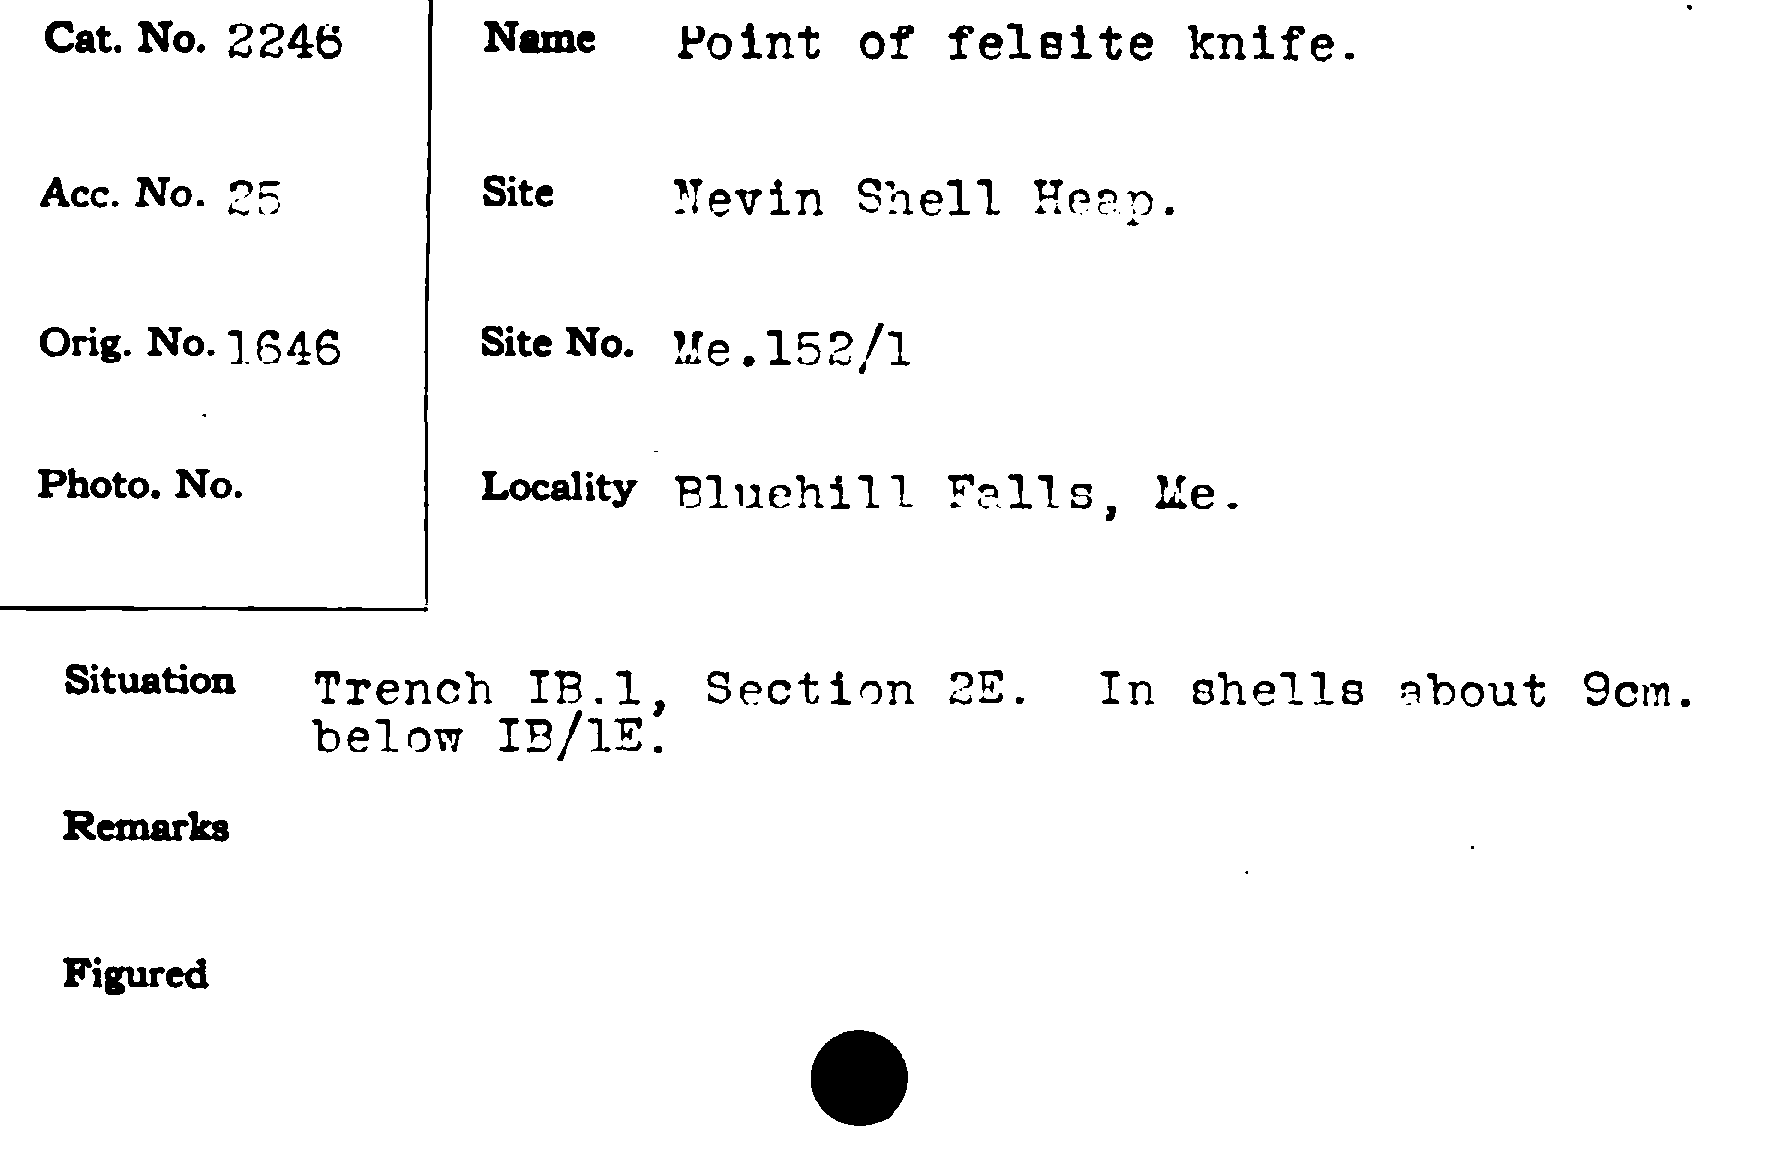 Cat. No. 2246
Name Point of felsite knife.
Acc. No. 25
Site Nevin Shell Heap.
Orig. No. 1646
Site No. Me.152/1
Photo. No.
Locality Bluehill Falls, Me.
Situation Trench IB.1, Section 2E. In shells about 9cm.
below IB/1E.
Remarks
Figured